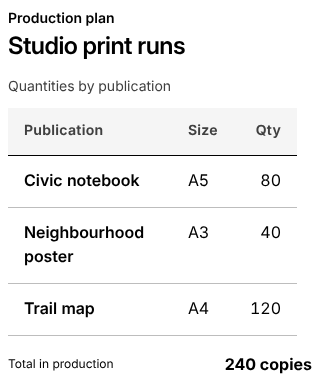 Production plan
Studio print runs
Quantities by publication
Publication Size Qty
Civic notebook A5 80
Neighbourhood A3 40
poster
Trail map A4 120
Total in production 240 copies